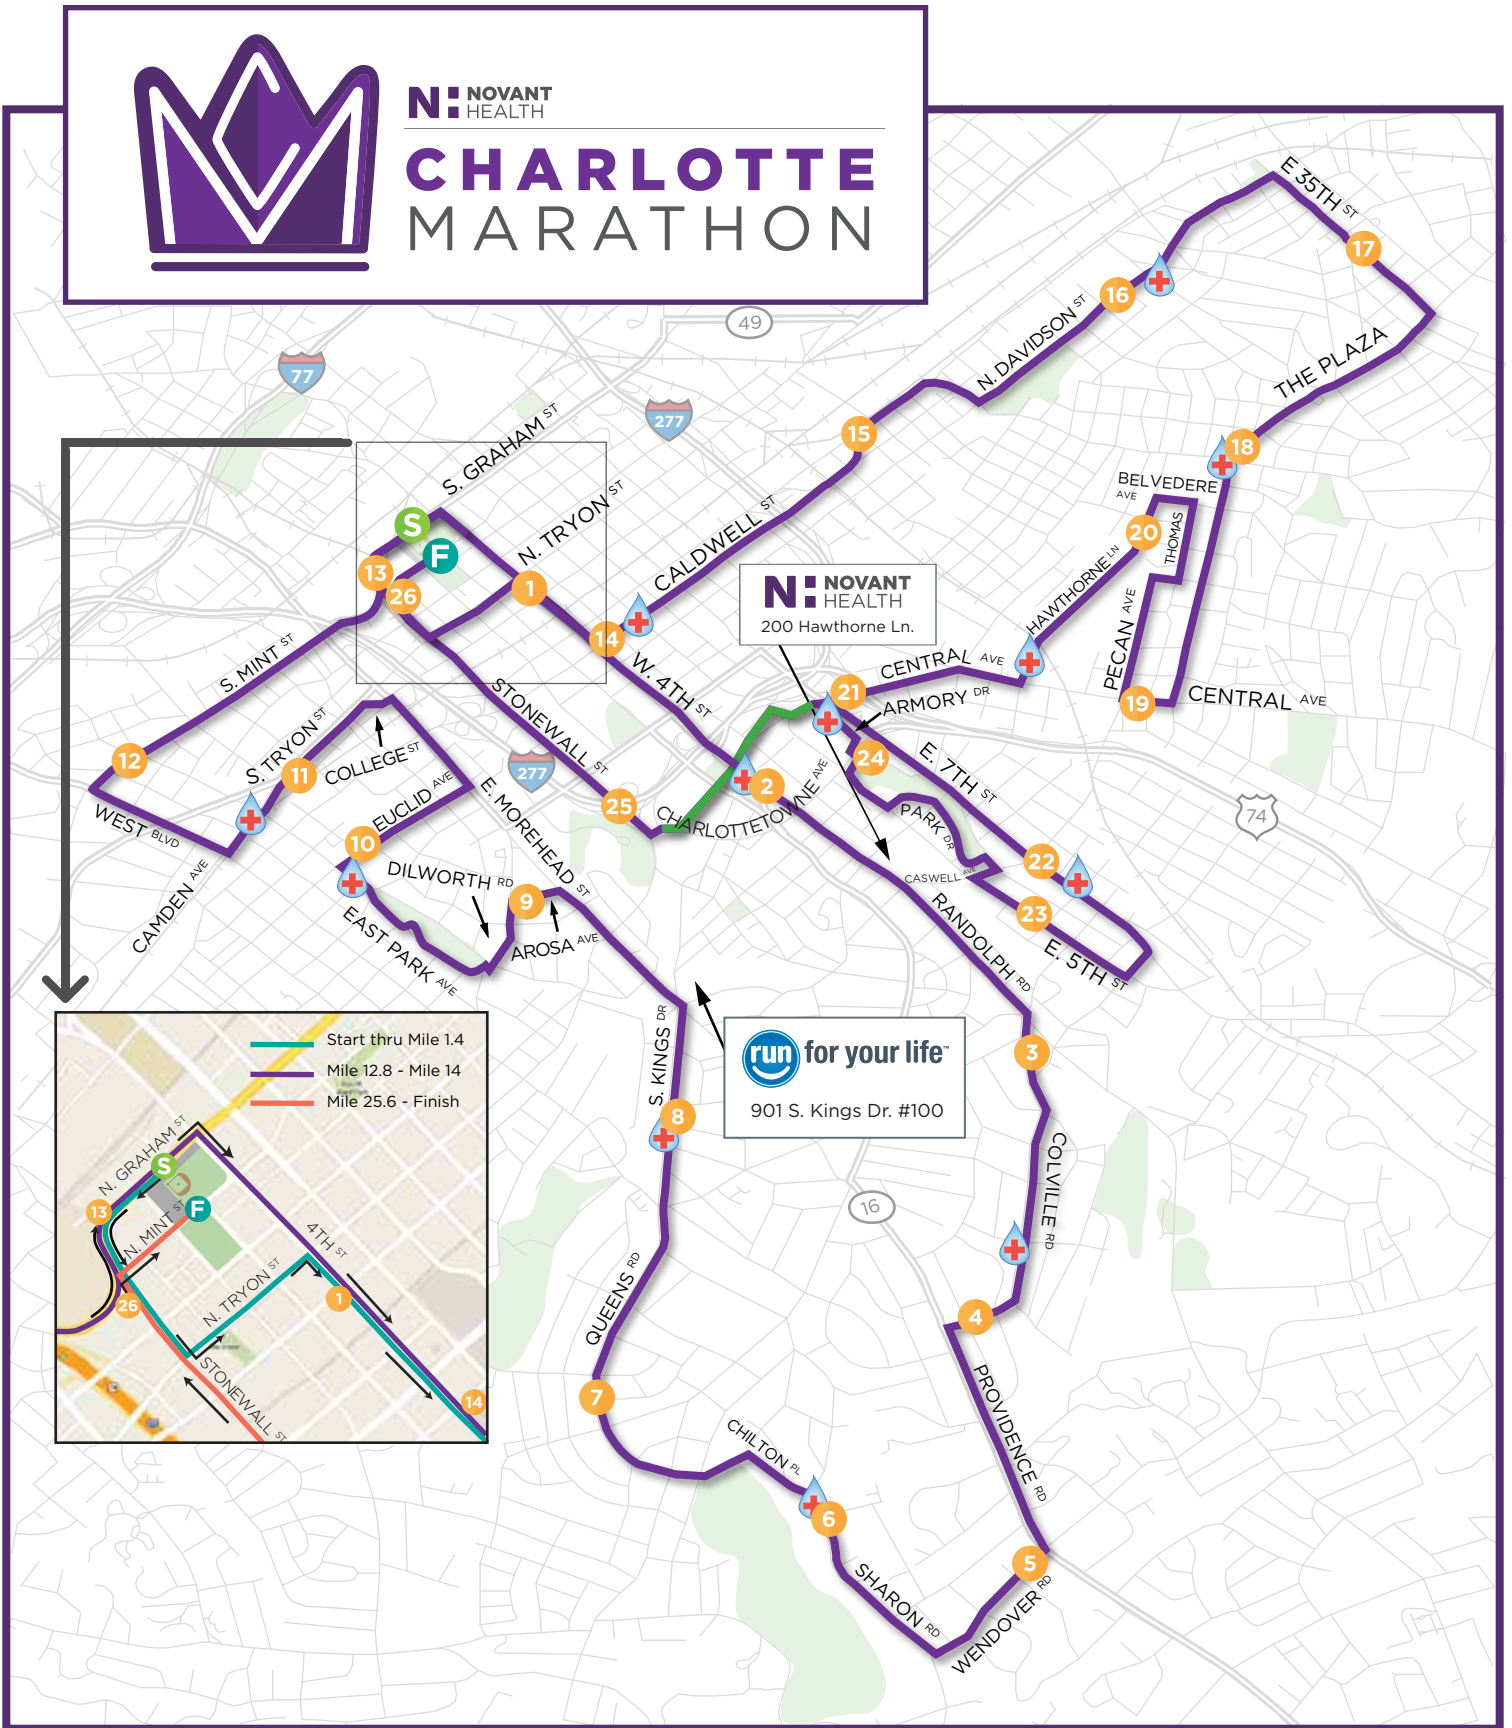 N: NOVANT
HEALTH
CHARLOTTE
MARATHON
E 35TH ST
17
16
49
N. DAVIDSON ST
THE PLAZA
77
277
S. GRAHAM ST
15
18
BELVEDERE
AVE
N. TRYON ST
CALDWELL ST
S
F
20
THOMAS
13
26
1
HAWTHORNE LN
N: NOVANT
HEALTH
200 Hawthorne Ln.
PECAN AVE
14
W. 4TH ST
S. MINT ST
CENTRAL AVE
21
ARMORY DR
19
CENTRAL AVE
STONEWALL ST
S. TRYON ST
12
11
COLLEGE ST
277
24
E. 7TH ST
2
25
CHARLOTTETOWNE AVE
74
WEST BLVD
EUCLID AVE
E. MOREHEAD ST
PARK DR
10
DILWORTH RD
22
CASWELL AVE
CAMDEN AVE
9
23
EAST PARK AVE
AROSA AVE
RANDOLPH RD
E. 5TH ST
S. KINGS DR
run for your life™
901 S. Kings Dr. #100
3
8
Start thru Mile 1.4
Mile 12.8 - Mile 14
Mile 25.6 - Finish
N. GRAHAM ST
S
13
F
N. MINT ST
4TH ST
N. TRYON ST
26
1
STONEWALL ST
14
COLVILLE RD
16
QUEENS RD
4
7
PROVIDENCE RD
CHILTON PL
6
5
SHARON RD
WENDOVER RD